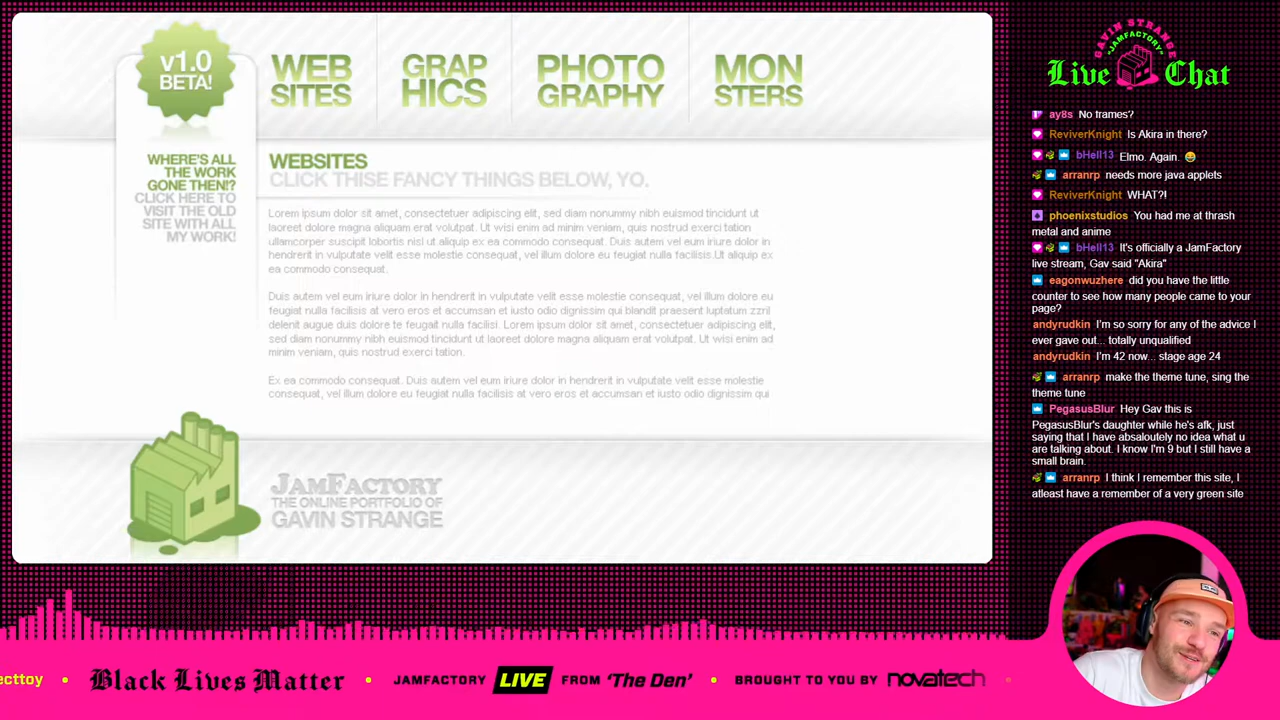 v1.0
BETA!
WEB
SITES
GRAP
HICS
PHOTO
GRAPHY
MON
STERS
WHERE'S ALL
THE WORK
GONE THEN!?
CLICK HERE TO
VISIT THE OLD
SITE WITH ALL
MY WORK!
WEBSITES
CLICK THISE FANCY THINGS BELOW, YO.
Lorem ipsum dolor sit amet, consectetuer adipiscing elit, sed diam nonummy nibh euismod tincidunt ut
laoreet dolore magna aliquam erat volutpat. Ut wisi enim ad minim veniam, quis nostrud exerci tation
ullamcorper suscipit lobortis nisl ut aliquip ex ea commodo consequat. Duis autem vel eum iriure dolor in
hendrerit in vulputate velit esse molestie consequat, vel illum dolore eu feugiat nulla facilisis.Ut aliquip ex
ea commodo consequat.
Duis autem vel eum iriure dolor in hendrerit in vulputate velit esse molestie consequat, vel illum dolore eu
feugiat nulla facilisis at vero eros et accumsan et iusto odio dignissim qui blandit praesent luptatum zzril
delenit augue duis dolore te feugait nulla facilisi. Lorem ipsum dolor sit amet, consectetuer adipiscing elit,
sed diam nonummy nibh euismod tincidunt ut laoreet dolore magna aliquam erat volutpat. Ut wisi enim ad
minim veniam, quis nostrud exerci tation.
Ex ea commodo consequat. Duis autem vel eum iriure dolor in hendrerit in vulputate velit esse molestie
consequat, vel illum dolore eu feugiat nulla facilisis at vero eros et accumsan et iusto odio dignissim qui
JAMFACTORY
THE ONLINE PORTFOLIO OF
GAVIN STRANGE
GAVIN STRANGE
"JAMFACTORY"
Live Chat
ay8s No frames?
ReviverKnight Is Akira in there?
bHell13 Elmo. Again. 😂
arranrp needs more java applets
ReviverKnight WHAT?!
phoenixstudios You had me at thrash
metal and anime
bHell13 It's officially a JamFactory
live stream, Gav said "Akira"
eagonwuzhere did you have the little
counter to see how many people came to your
page?
andyrudkin I'm so sorry for any of the advice I
ever gave out... totally unqualified
andyrudkin I'm 42 now... stage age 24
arranrp make the theme tune, sing the
theme tune
PegasusBlur Hey Gav this is
PegasusBlur's daughter while he's afk, just
saying that I have absaloutely no idea what u
are talking about. I know I'm 9 but I still have a
small brain.
arranrp I think I remember this site, I
atleast have a remember of a very green site
ecttoy • Black Lives Matter • JAMFACTORY LIVE FROM 'The Den' • BROUGHT TO YOU BY novatech